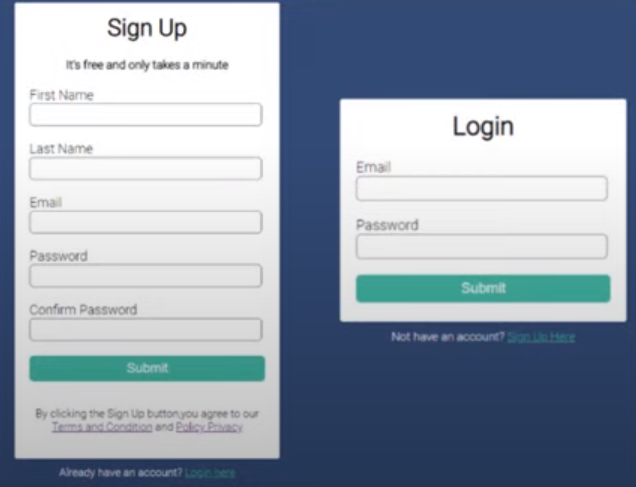 Sign Up
It's free and only takes a minute
First Name
Last Name
Email
Password
Confirm Password
Submit
By clicking the Sign Up button,you agree to our
Terms and Condition and Policy Privacy
Already have an account? Login here
Login
Email
Password
Submit
Not have an account? Sign Up Here